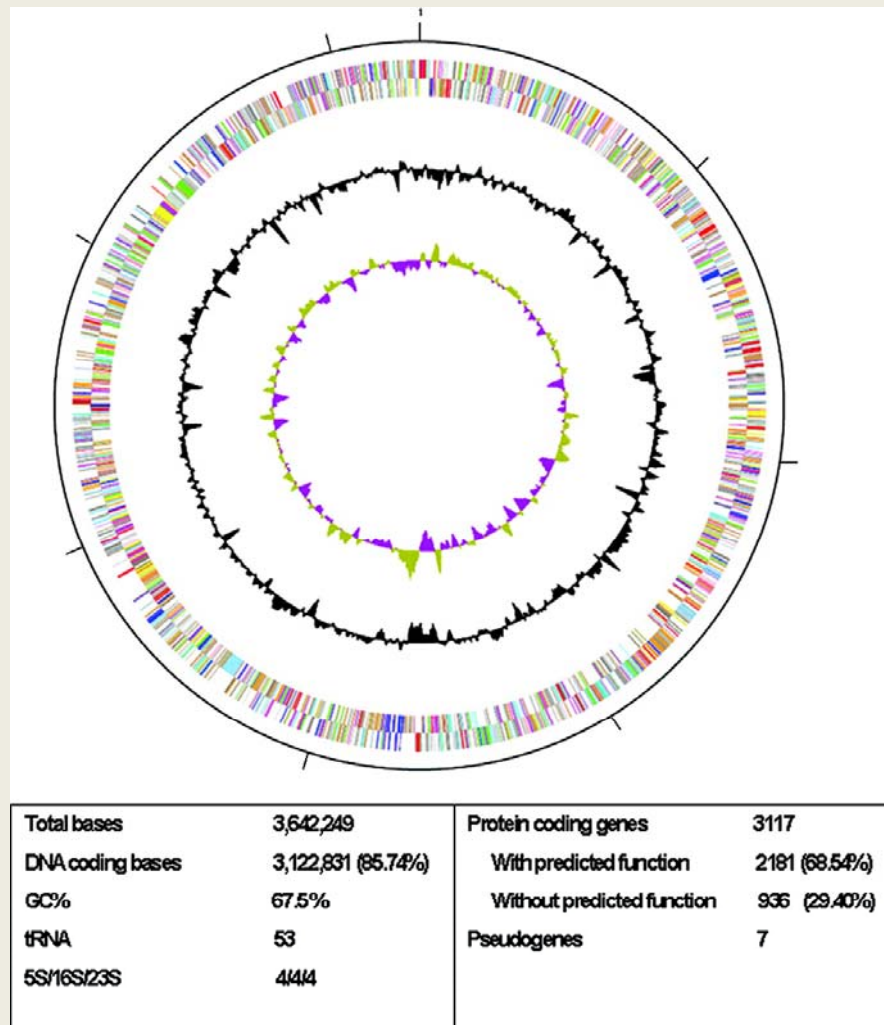 1
Total bases 3,642,249 Protein coding genes 3117
DNA coding bases 3,122,831 (85.74%) With predicted function 2181 (68.54%)
GC% 67.5% Without predicted function 936 (29.40%)
tRNA 53 Pseudogenes 7
5S/16S/23S 4/4/4